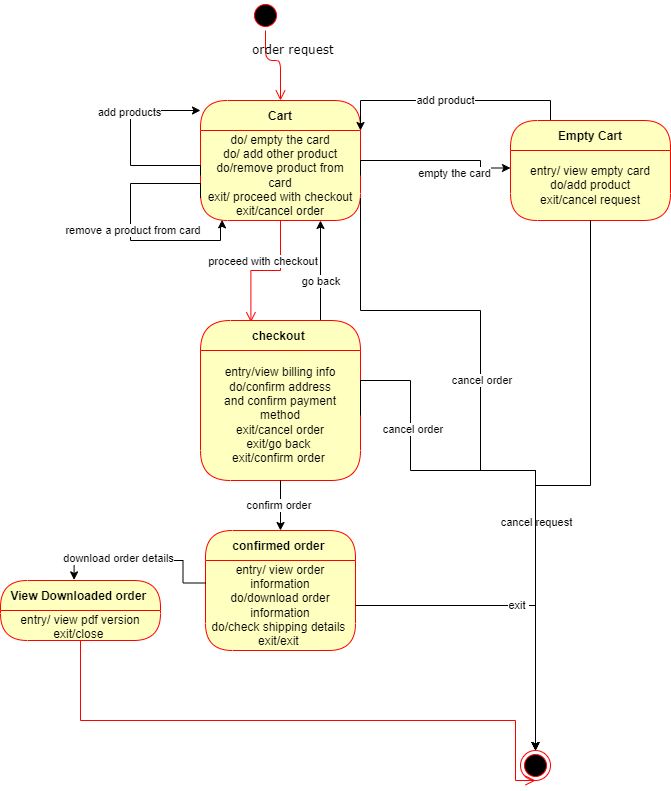 order request
add products
add product
Cart
do/ empty the card
do/ add other product
do/remove product from
card
exit/ proceed with checkout
exit/cancel order
Empty Cart
entry/ view empty card
do/add product
exit/cancel request
empty the card
remove a product from card
proceed with checkout
go back
checkout
entry/view billing info
do/confirm address
and confirm payment
method
exit/cancel order
exit/go back
exit/confirm order
cancel order
cancel order
confirm order
cancel request
confirmed order
entry/ view order
information
do/download order
information
do/check shipping details
exit/exit
download order details
View Downloaded order
entry/ view pdf version
exit/close
exit